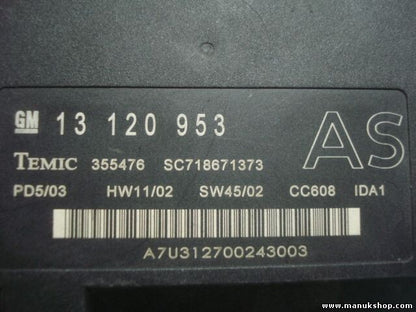 GM 13 120 953
AS
TEMIC 355476 SC718671373
PD5/03 HW11/02 SW45/02 CC608 IDA1
A7U312700243003
www.manukshop.com